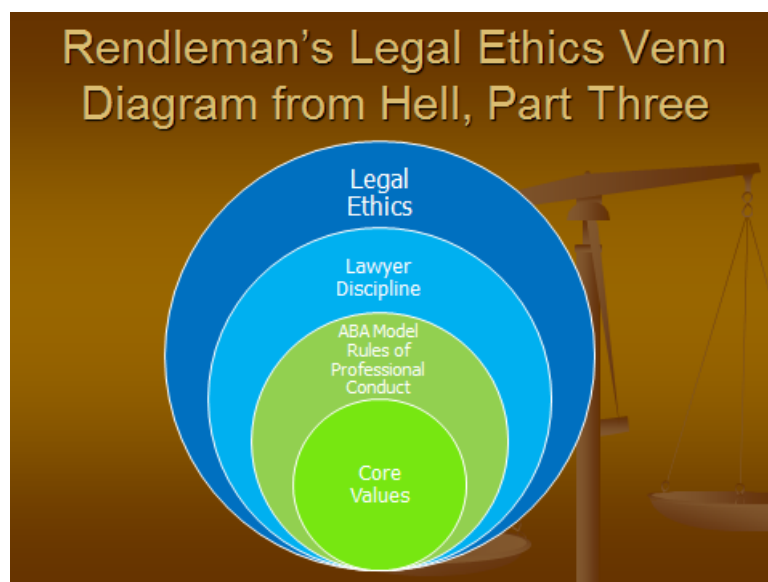 Rendleman's Legal Ethics Venn
Diagram from Hell, Part Three
Legal
Ethics
Lawyer
Discipline
ABA Model
Rules of
Professional
Conduct
Core
Values